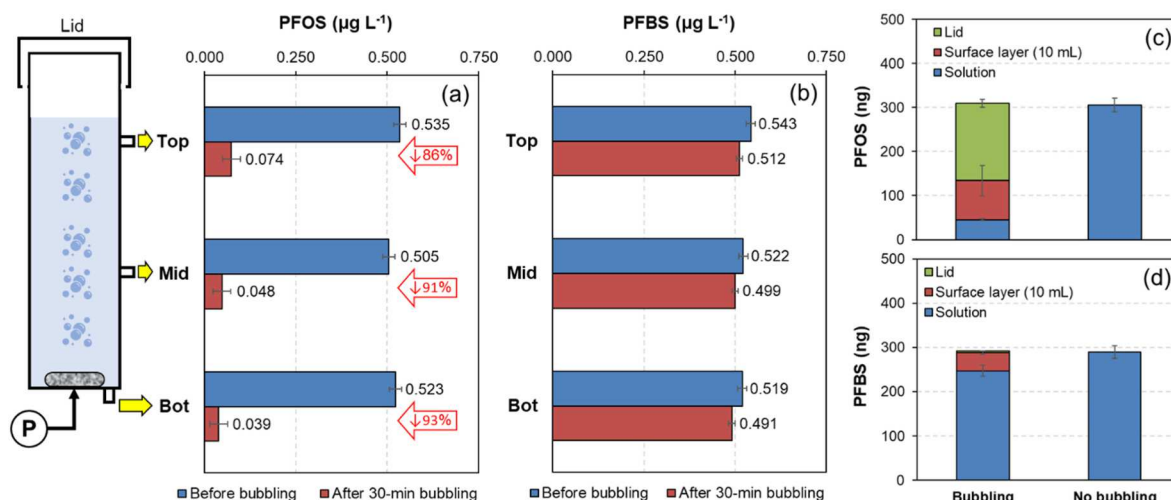 Lid
Top
Mid
Bot
P
PFOS (µg L⁻¹)
0.000 0.250 0.500 0.750
(a)
0.535
0.074
↓86%
0.505
0.048
↓91%
0.523
0.039
↓93%
Before bubbling After 30-min bubbling
PFBS (µg L⁻¹)
0.000 0.250 0.500 0.750
(b)
Top
0.543
0.512
Mid
0.522
0.499
Bot
0.519
0.491
Before bubbling After 30-min bubbling
(c)
PFOS (ng)
500
400
300
200
100
0
Lid
Surface layer (10 mL)
Solution
(d)
PFBS (ng)
500
400
300
200
100
0
Lid
Surface layer (10 mL)
Solution
Bubbling No bubbling